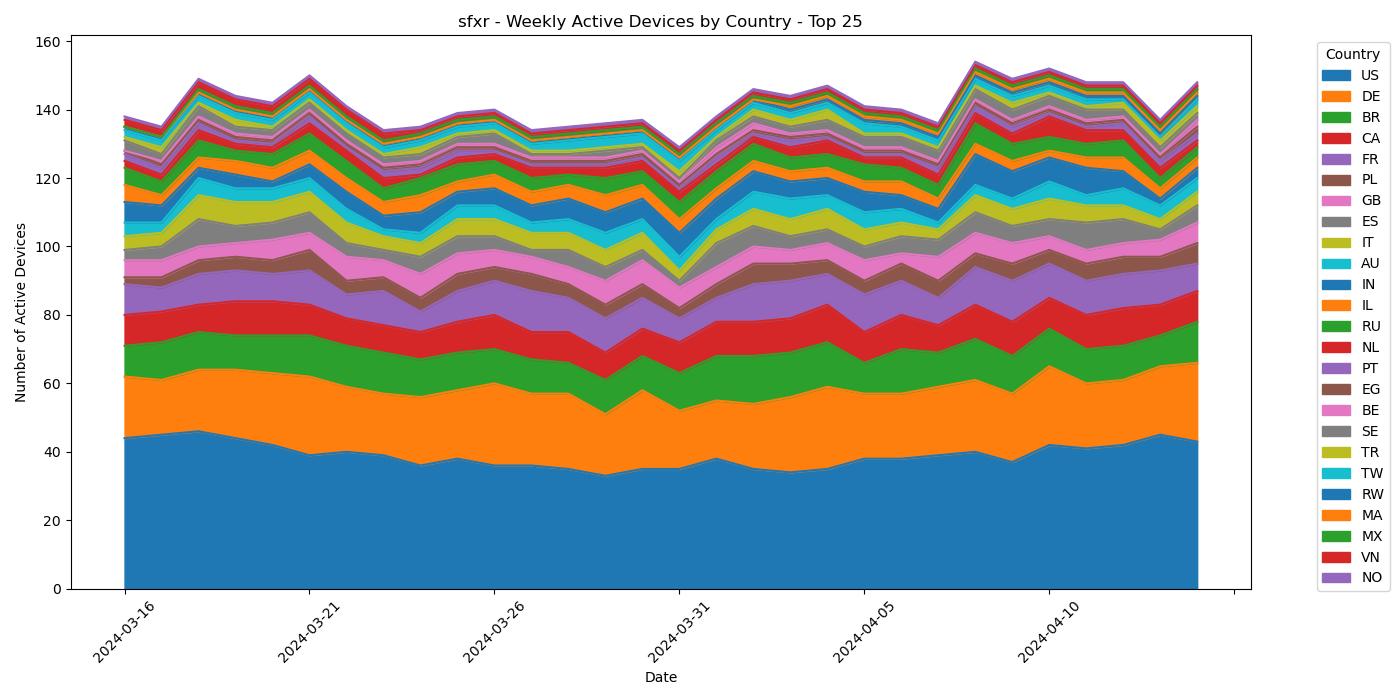 sfxr - Weekly Active Devices by Country - Top 25
Number of Active Devices
160
140
120
100
80
60
40
20
0
2024-03-16
2024-03-21
2024-03-26
2024-03-31
2024-04-05
2024-04-10
Date
Country
US
DE
BR
CA
FR
PL
GB
ES
IT
AU
IN
IL
RU
NL
PT
EG
BE
SE
TR
TW
RW
MA
MX
VN
NO